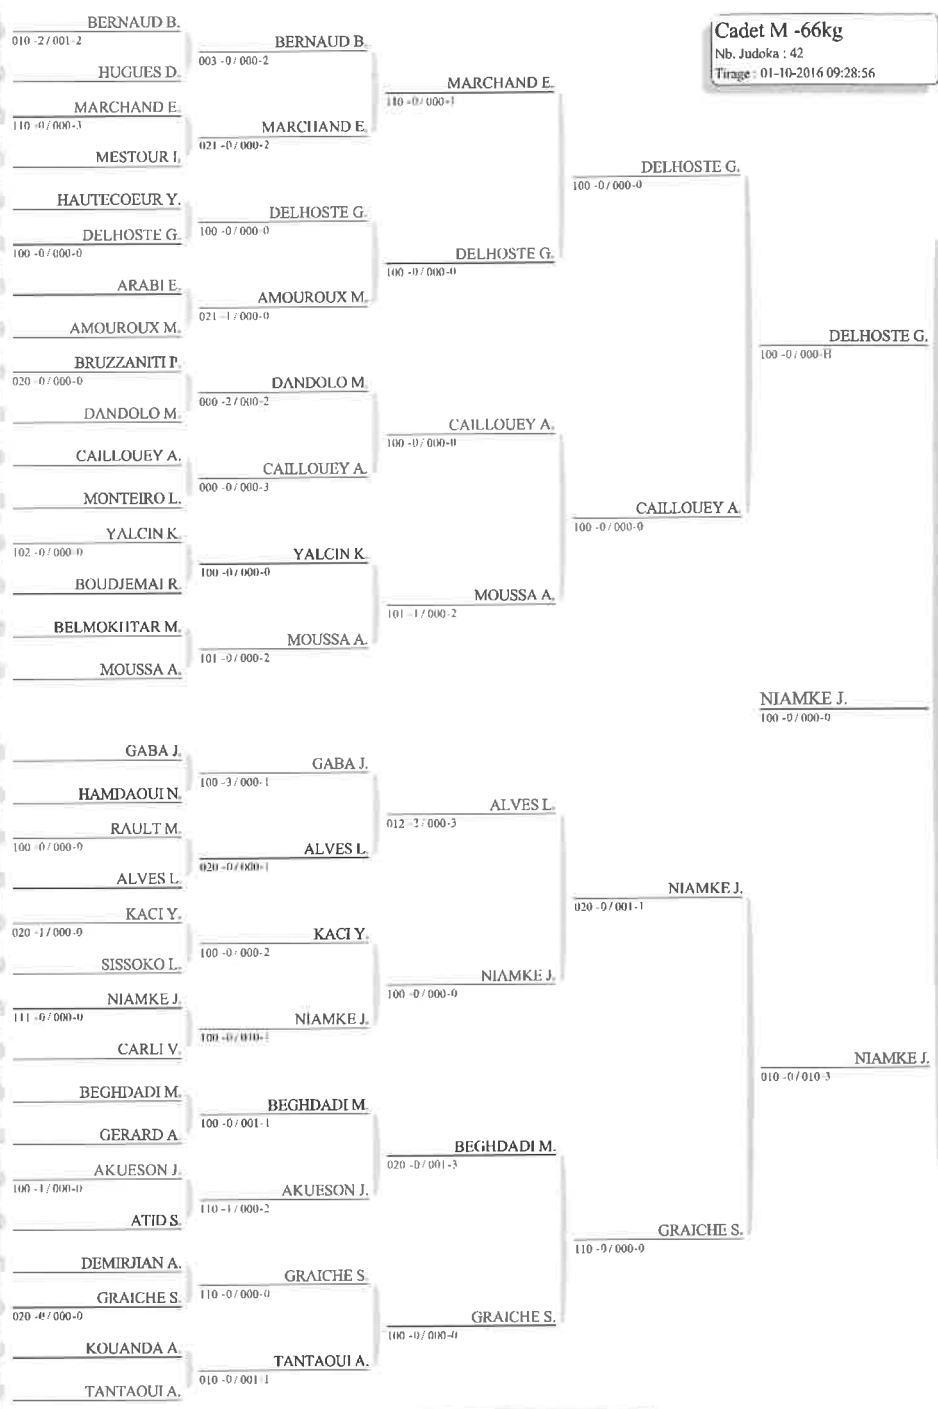 Cadet M -66kg
Nb. Judoka : 42
Tirage : 01-10-2016 09:28:56
BERNAUD B.
010 -2/001-2
HUGUES D.
MARCHAND E.
110 -0/000-3
MESTOUR I.
HAUTECOEUR Y.
DELHOSTE G.
100 -0/000-0
ARABI E.
AMOUROUX M.
BRUZZANITI P.
020 -0/000-0
DANDOLO M.
CAILLOUEY A.
MONTEIRO L.
YALCIN K.
102 -0/000-0
BOUDJEMAI R.
BELMOKHTAR M.
MOUSSA A.
GABA J.
HAMDAOUI N.
RAULT M.
100 -0/000-0
ALVES L.
KACI Y.
020 -1/000-0
SISSOKO L.
NIAMKE J.
111 -0/000-0
CARLI V.
BEGHDADI M.
GERARD A.
AKUESON J.
100 -1/000-0
ATID S.
DEMIRJIAN A.
GRAICHE S.
020 -0/000-0
KOUANDA A.
TANTAOUI A.
BERNAUD B.
003 -0/000-2
MARCHAND E.
021 -0/000-2
DELHOSTE G.
100 -0/000-0
AMOUROUX M.
021 -1/000-0
DANDOLO M.
000 -2/000-2
CAILLOUEY A.
000 -0/000-3
YALCIN K.
100 -0/000-0
MOUSSA A.
101 -0/000-2
GABA J.
100 -3/000-1
ALVES L.
020 -0/000-1
KACI Y.
100 -0/000-2
NIAMKE J.
100 -0/010-1
BEGHDADI M.
100 -0/001-1
AKUESON J.
110 -1/000-2
GRAICHE S.
110 -0/000-0
TANTAOUI A.
010 -0/001-1
MARCHAND E.
110 -0/000-1
DELHOSTE G.
100 -0/000-0
CAILLOUEY A.
100 -0/000-0
MOUSSA A.
101 -1/000-2
ALVES L.
012 -2/000-3
NIAMKE J.
100 -0/000-0
BEGHDADI M.
020 -0/001-3
GRAICHE S.
100 -0/000-0
DELHOSTE G.
100 -0/000-0
CAILLOUEY A.
100 -0/000-0
NIAMKE J.
020 -0/001-1
GRAICHE S.
110 -0/000-0
DELHOSTE G.
100 -0/000-H
NIAMKE J.
100 -0/000-0
NIAMKE J.
010 -0/010-3